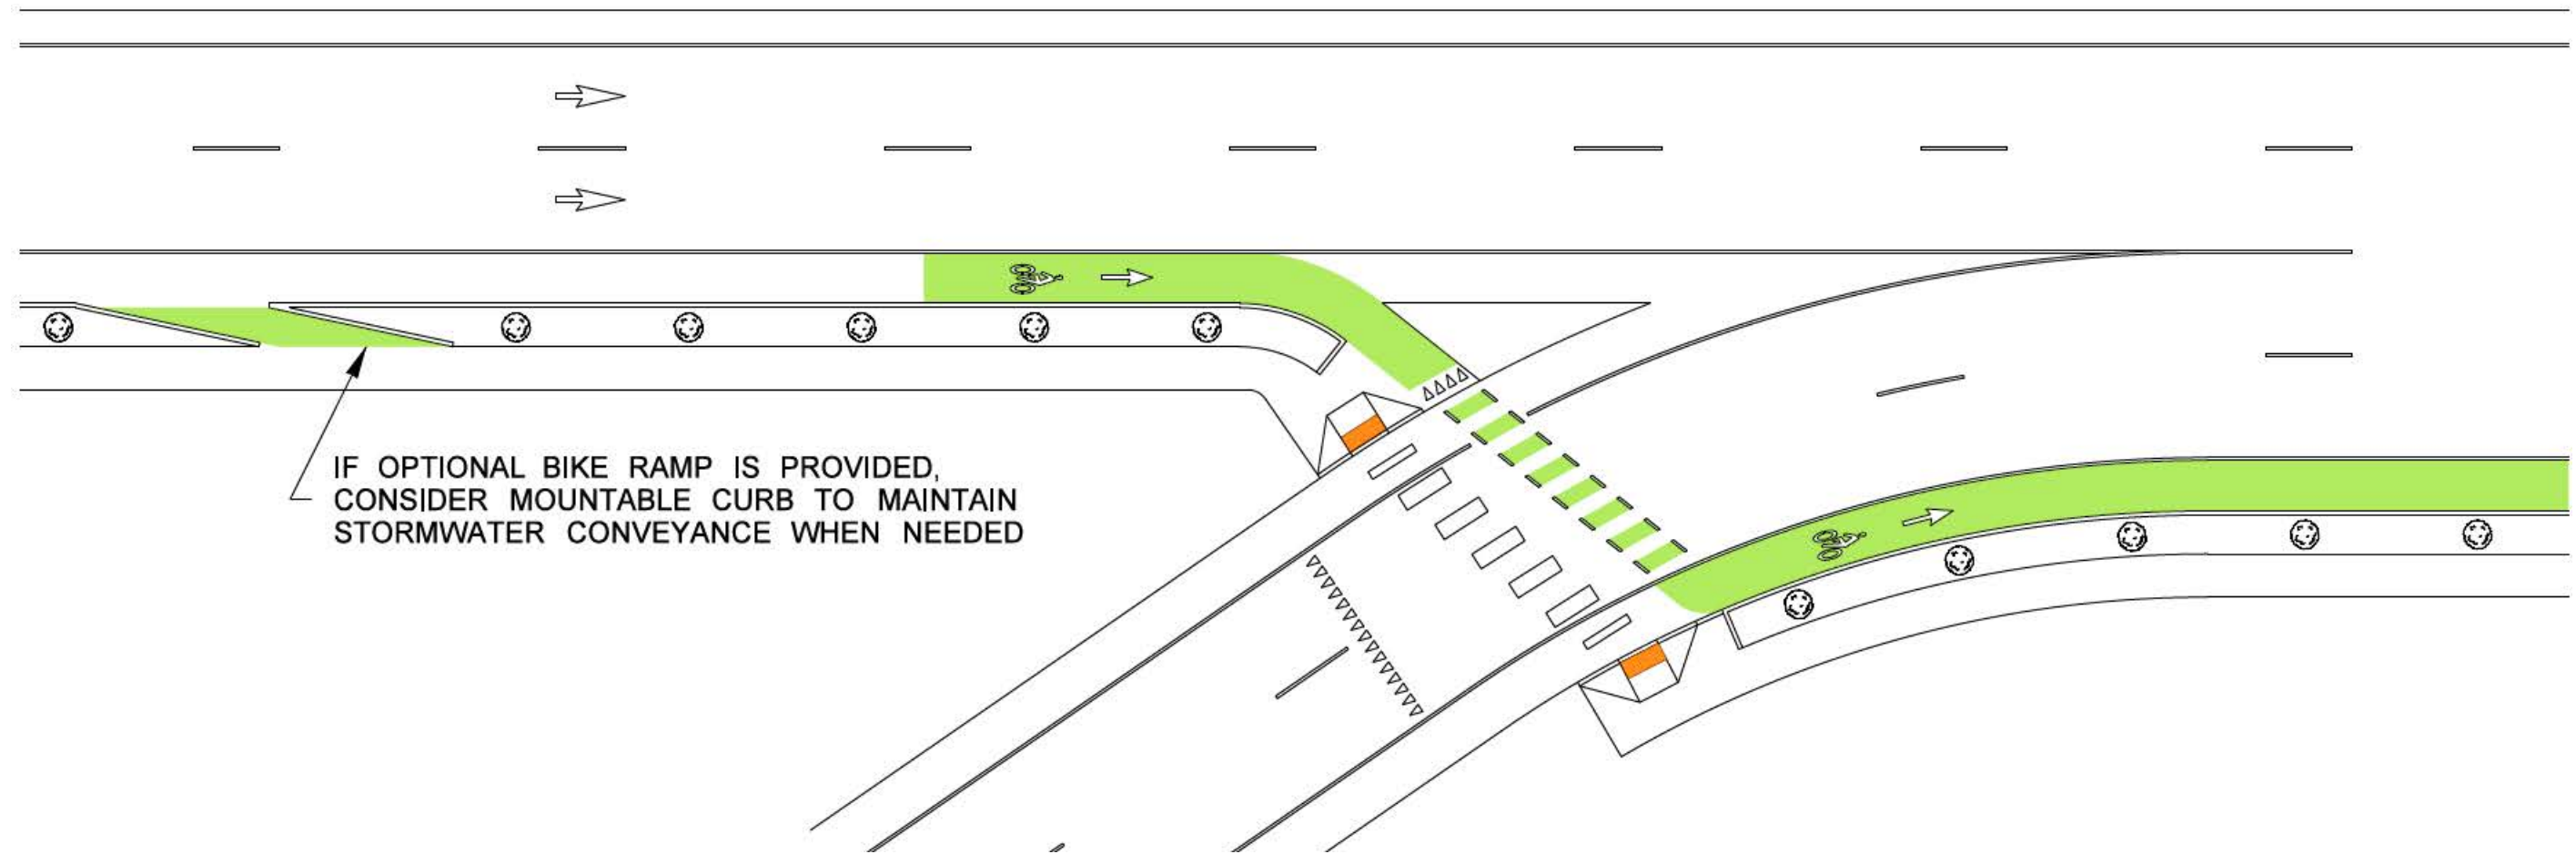 IF OPTIONAL BIKE RAMP IS PROVIDED,
CONSIDER MOUNTABLE CURB TO MAINTAIN
STORMWATER CONVEYANCE WHEN NEEDED